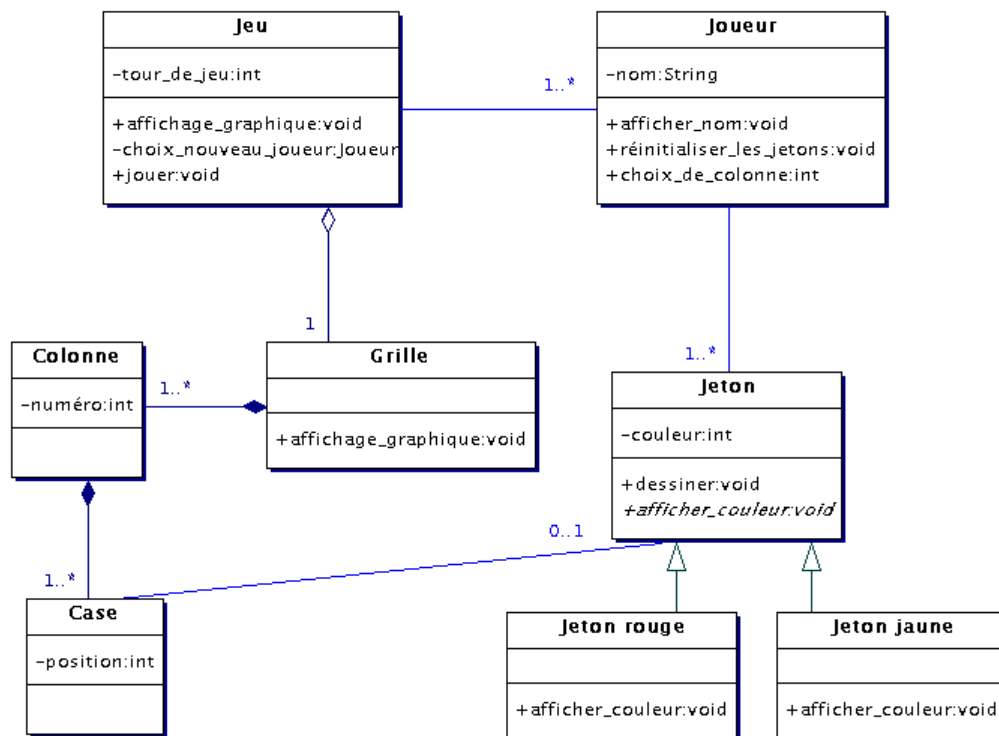 Jeu
-tour_de_jeu:int
+affichage_graphique:void
-choix_nouveau_joueur:Joueur
+jouer:void
1..*
Joueur
-nom:String
+afficher_nom:void
+réinitialiser_les_jetons:void
+choix_de_colonne:int
1
1..*
Colonne
-numéro:int
1..*
Grille
+affichage_graphique:void
Jeton
-couleur:int
+dessiner:void
+afficher_couleur:void
0..1
1..*
Case
-position:int
Jeton rouge
+afficher_couleur:void
Jeton jaune
+afficher_couleur:void